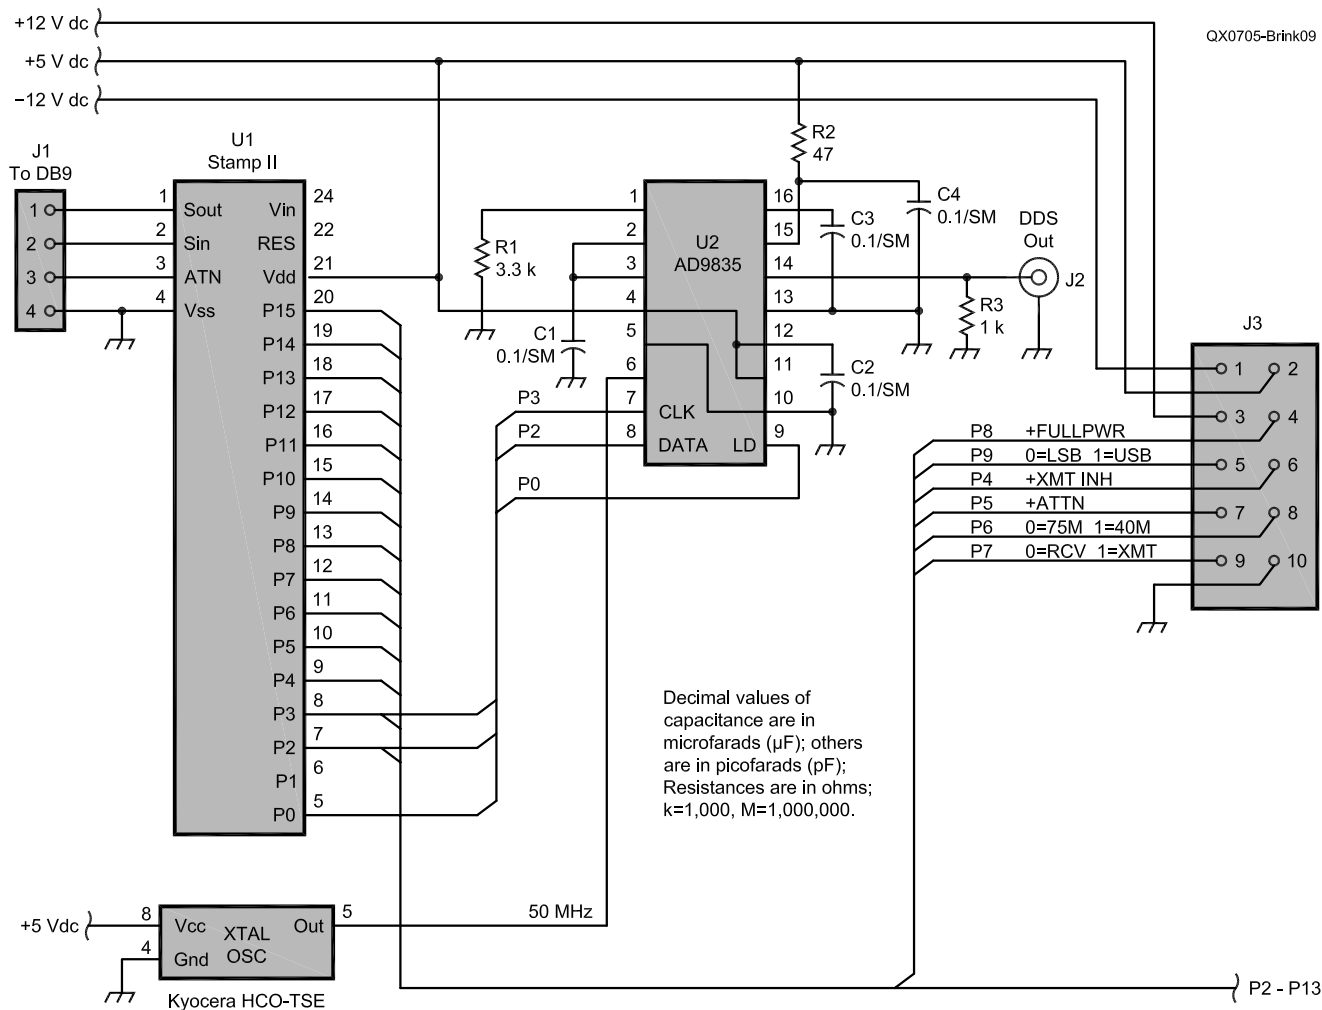 +12 V dc
QX0705-Brink09
+5 V dc
−12 V dc
J1
To DB9
1
2
3
4
U1
Stamp II
1
2
3
4
Sout
Sin
ATN
Vss
Vin
RES
Vdd
P15
P14
P13
P12
P11
P10
P9
P8
P7
P6
P5
P4
P3
P2
P1
P0
24
22
21
20
19
18
17
16
15
14
13
12
11
10
9
8
7
6
5
R1
3.3 k
C1
0.1/SM
P3
P2
P0
1
2
3
4
5
6
7
8
U2
AD9835
CLK
DATA
LD
16
15
14
13
12
11
10
9
R2
47
C3
0.1/SM
C4
0.1/SM
C2
0.1/SM
DDS
Out
J2
R3
1 k
J3
1
2
3
4
5
6
7
8
9
10
P8 +FULLPWR
P9 0=LSB 1=USB
P4 +XMT INH
P5 +ATTN
P6 0=75M 1=40M
P7 0=RCV 1=XMT
Decimal values of
capacitance are in
microfarads (µF); others
are in picofarads (pF);
Resistances are in ohms;
k=1,000, M=1,000,000.
+5 Vdc
8
4
Vcc
Gnd
XTAL
OSC
Out
5
50 MHz
Kyocera HCO-TSE
P2 - P13